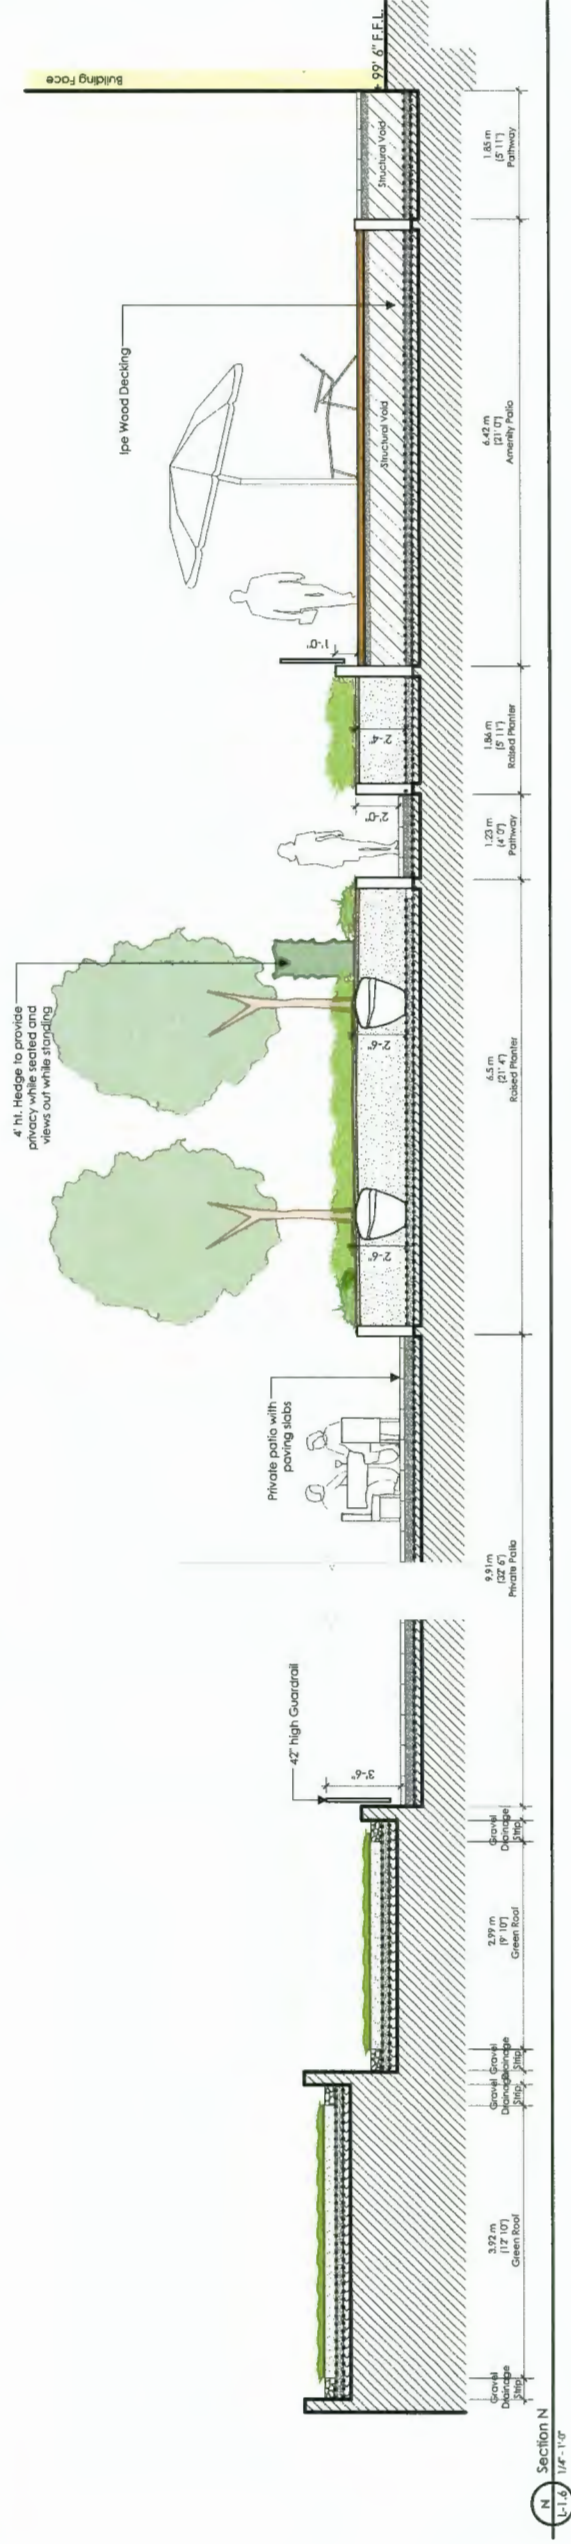 Building Face
99' 6" F.F.L.
Structural Void
Ipe Wood Decking
Structural Void
1'-0"
2'-4"
2'-0"
4' ht. Hedge to provide
privacy while seated and
views out while standing
2'-6"
2'-6"
Private patio with
paving slabs
42" high Guardrail
3'-6"
Gravel
Drainage
Strip
3.92 m
(12' 10")
Green Roof
Gravel
Drainage
Strip
Gravel
Drainage
Strip
2.99 m
(9' 10")
Green Roof
Gravel
Drainage
Strip
9.91m
(32' 6")
Private Patio
6.5 m
(21' 4")
Raised Planter
1.23 m
(4' 0")
Pathway
1.86 m
(5' 11")
Raised Planter
6.42 m
(21' 0")
Amenity Patio
1.85 m
(5' 11")
Pathway
N
L-1.6
Section N
1/4"-1'-0"